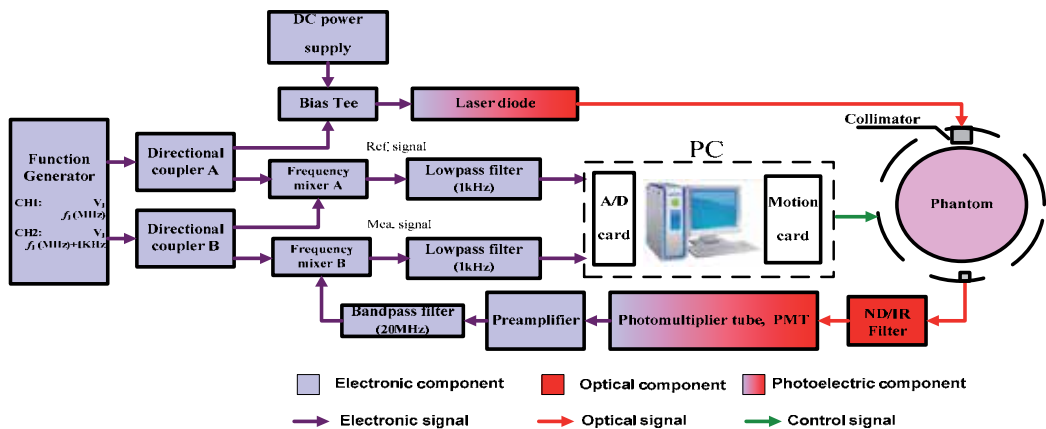 DC power
supply
Bias Tee
Laser diode
Collimator
Function
Generator
CH1: V₁
f₁(MHz)
CH2: V₁
f₁(MHz)+1KHz
Directional
coupler A
Directional
coupler B
Ref. signal
Frequency
mixer A
Lowpass filter
(1kHz)
Mea. signal
Frequency
mixer B
Lowpass filter
(1kHz)
PC
A/D
card
Motion
card
Phantom
Bandpass filter
(20MHz)
Preamplifier
Photomultiplier tube, PMT
ND/IR
Filter
Electronic component
Optical component
Photoelectric component
Electronic signal
Optical signal
Control signal